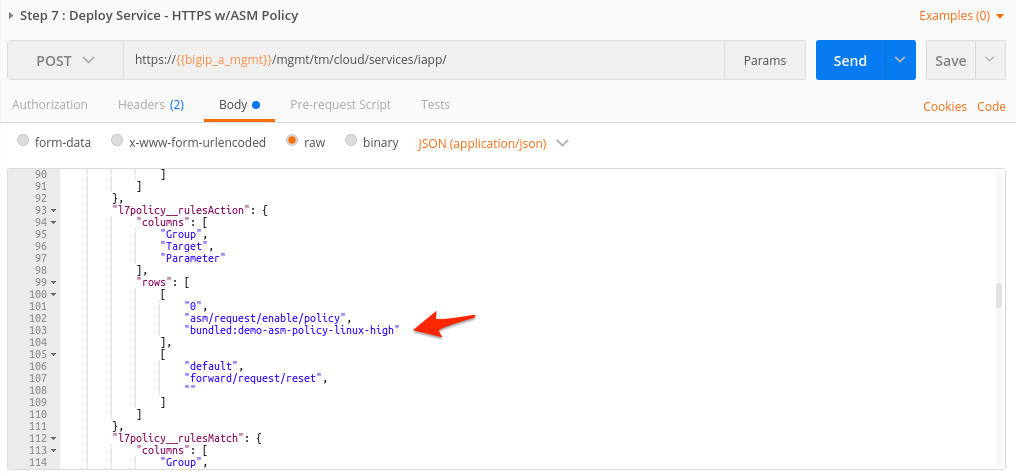 Step 7 : Deploy Service - HTTPS w/ASM Policy Examples (0)
POST https://{{bigip_a_mgmt}}/mgmt/tm/cloud/services/iapp/ Params Send Save
Authorization Headers (2) Body Pre-request Script Tests Cookies Code
form-data x-www-form-urlencoded raw binary JSON (application/json)
90 ]
91 ]
92 },
93 "l7policy__rulesAction": {
94 "columns": [
95 "Group",
96 "Target",
97 "Parameter"
98 ],
99 "rows": [
100 [
101 "0",
102 "asm/request/enable/policy",
103 "bundled:demo-asm-policy-linux-high"
104 ],
105 [
106 "default",
107 "forward/request/reset",
108 ""
109 ]
110 ]
111 },
112 "l7policy__rulesMatch": {
113 "columns": [
114 "Group",